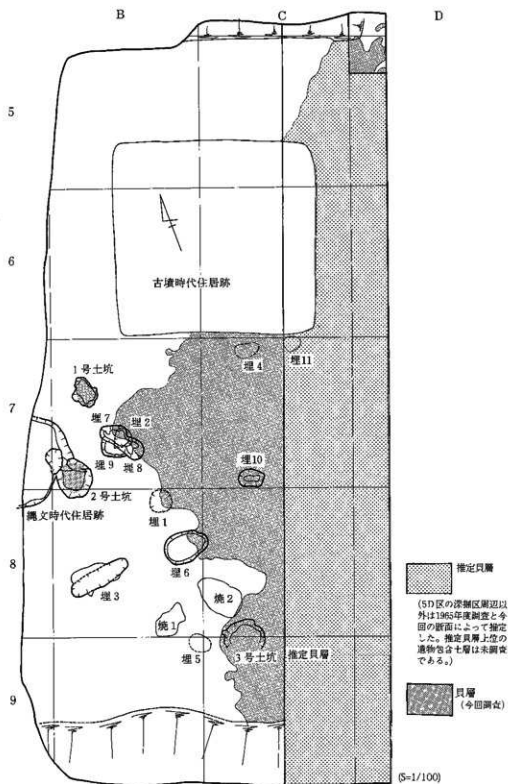 B
C
D
5
6
古墳時代住居跡
埋4
埋11
1号土坑
7
埋7
埋2
埋9
埋8
埋10
2号土坑
縄文時代住居跡
埋1
8
埋6
埋3
焼2
焼1
埋5
3号土坑
推定貝層
9
推定貝層
(5D区の深掘区周辺以
外は1965年度調査と今
回の断面によって推定
した。推定貝層上位の
遺物包含土層は未調査
である。)
貝層
(今回調査)
(S=1/100)